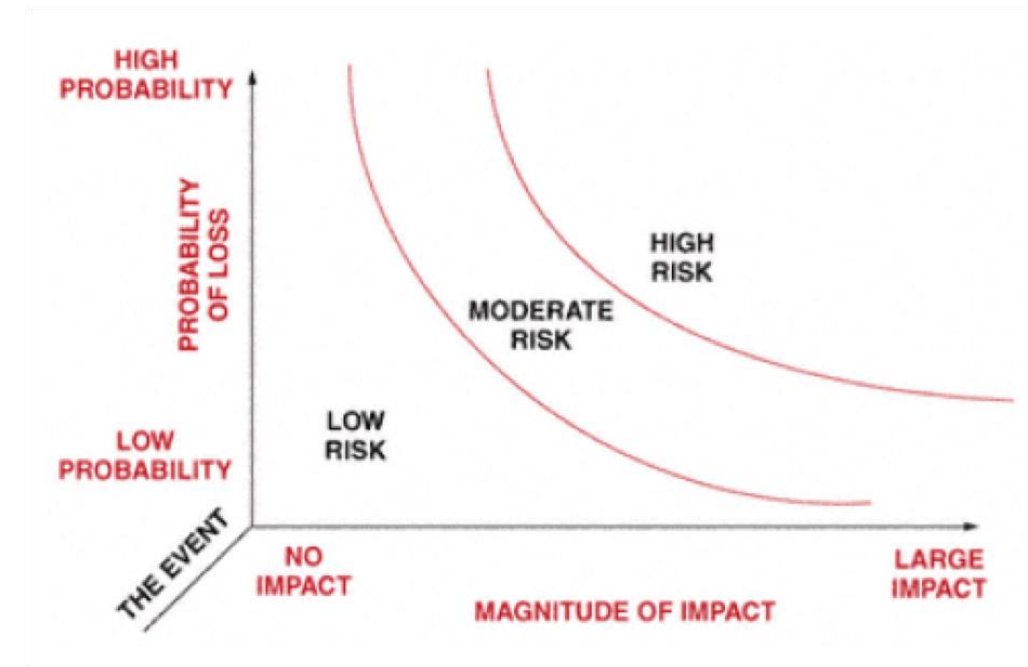 HIGH
PROBABILITY
PROBABILITY
OF LOSS
HIGH
RISK
MODERATE
RISK
LOW
RISK
LOW
PROBABILITY
THE EVENT
NO
IMPACT
LARGE
IMPACT
MAGNITUDE OF IMPACT